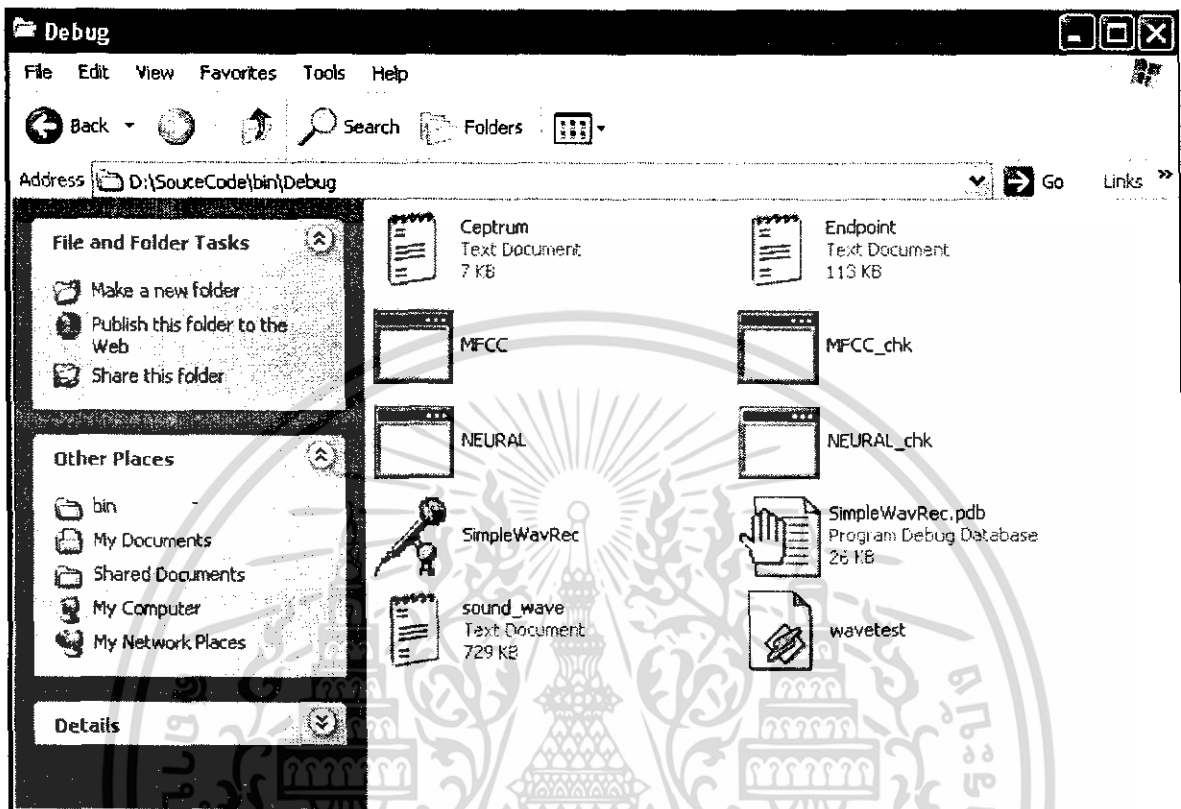 Debug
File Edit View Favorites Tools Help
Back Search Folders
Address D:\SouceCode\bin\Debug Go Links »
File and Folder Tasks
Make a new folder
Publish this folder to the Web
Share this folder
Other Places
bin
My Documents
Shared Documents
My Computer
My Network Places
Details
Ceptrum
Text Document
7 KB
Endpoint
Text Document
113 KB
MFCC
MFCC_chk
NEURAL
NEURAL_chk
SimpleWavRec
SimpleWavRec.pdb
Program Debug Database
26 KB
sound_wave
Text Document
729 KB
wavetest